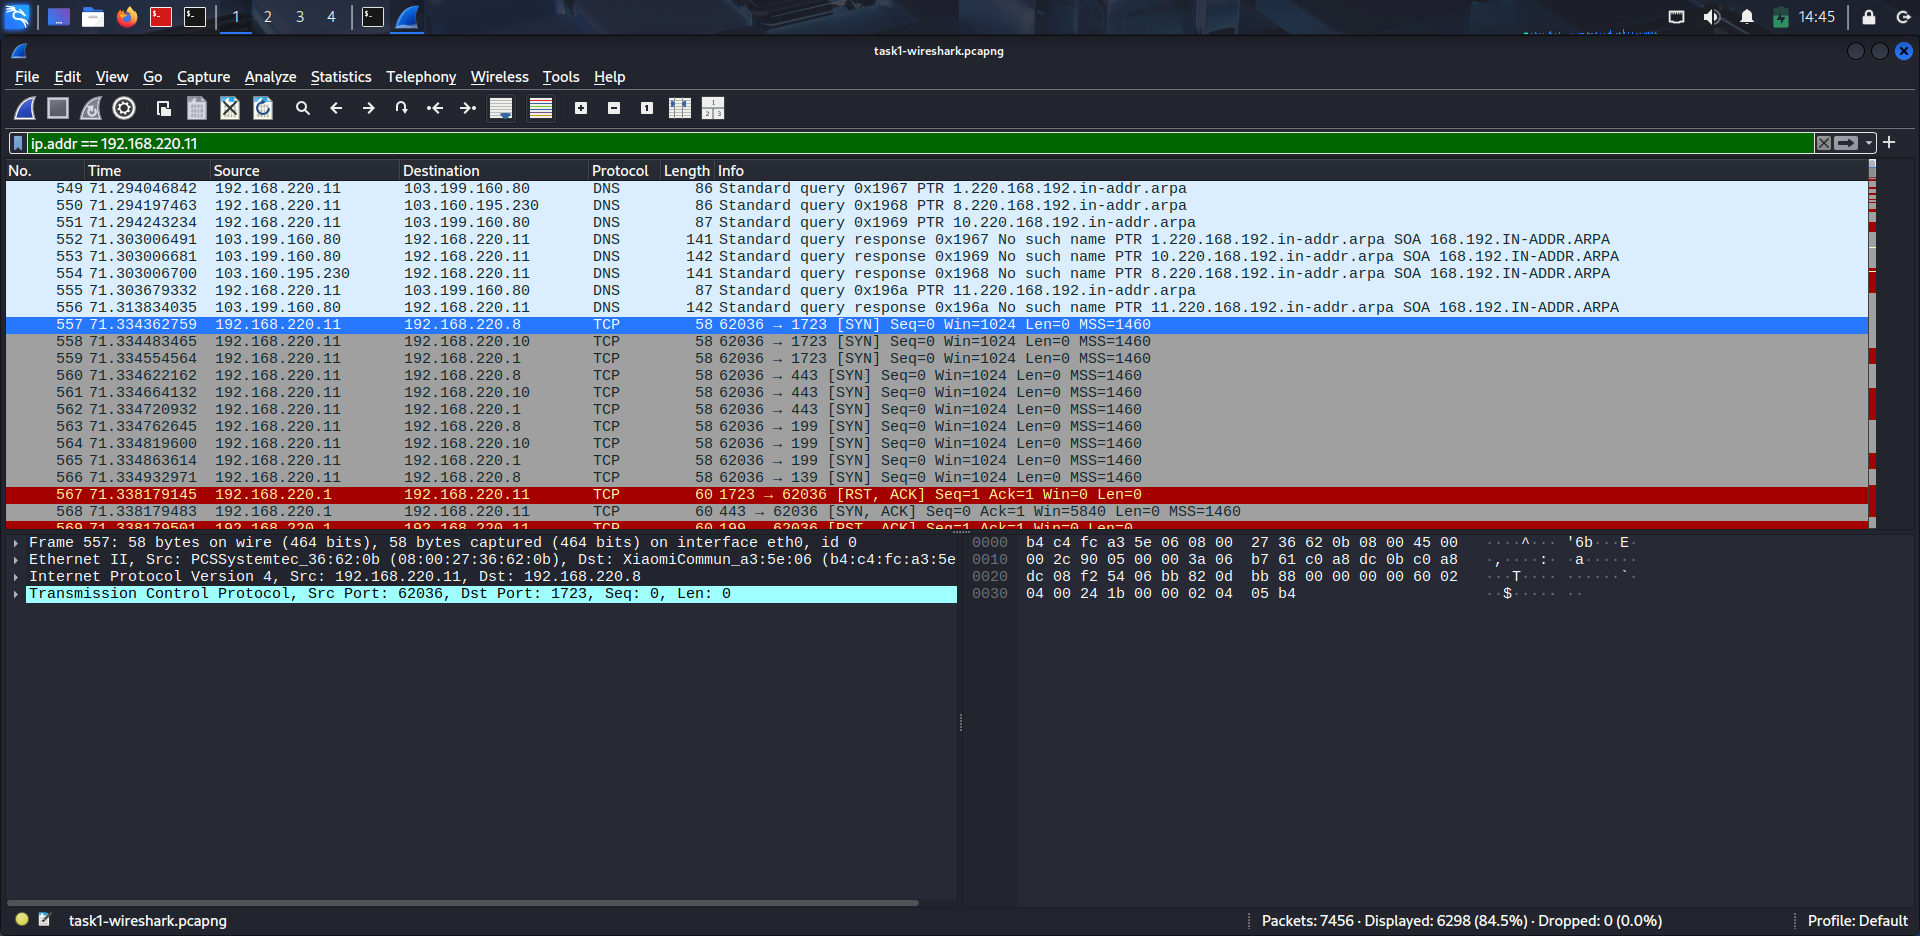 1 2 3 4 14:45
task1-wireshark.pcapng
File Edit View Go Capture Analyze Statistics Telephony Wireless Tools Help
ip.addr == 192.168.220.11
No. Time Source Destination Protocol Length Info
549 71.294046842 192.168.220.11 103.199.160.80 DNS 86 Standard query 0x1967 PTR 1.220.168.192.in-addr.arpa
550 71.294197463 192.168.220.11 103.160.195.230 DNS 86 Standard query 0x1968 PTR 8.220.168.192.in-addr.arpa
551 71.294243234 192.168.220.11 103.199.160.80 DNS 87 Standard query 0x1969 PTR 10.220.168.192.in-addr.arpa
552 71.303006491 103.199.160.80 192.168.220.11 DNS 141 Standard query response 0x1967 No such name PTR 1.220.168.192.in-addr.arpa SOA 168.192.IN-ADDR.ARPA
553 71.303006681 103.199.160.80 192.168.220.11 DNS 142 Standard query response 0x1969 No such name PTR 10.220.168.192.in-addr.arpa SOA 168.192.IN-ADDR.ARPA
554 71.303006700 103.160.195.230 192.168.220.11 DNS 141 Standard query response 0x1968 No such name PTR 8.220.168.192.in-addr.arpa SOA 168.192.IN-ADDR.ARPA
555 71.303679332 192.168.220.11 103.199.160.80 DNS 87 Standard query 0x196a PTR 11.220.168.192.in-addr.arpa
556 71.313834035 103.199.160.80 192.168.220.11 DNS 142 Standard query response 0x196a No such name PTR 11.220.168.192.in-addr.arpa SOA 168.192.IN-ADDR.ARPA
557 71.334362759 192.168.220.11 192.168.220.8 TCP 58 62036 → 1723 [SYN] Seq=0 Win=1024 Len=0 MSS=1460
558 71.334483465 192.168.220.11 192.168.220.10 TCP 58 62036 → 1723 [SYN] Seq=0 Win=1024 Len=0 MSS=1460
559 71.334554564 192.168.220.11 192.168.220.1 TCP 58 62036 → 1723 [SYN] Seq=0 Win=1024 Len=0 MSS=1460
560 71.334622162 192.168.220.11 192.168.220.8 TCP 58 62036 → 443 [SYN] Seq=0 Win=1024 Len=0 MSS=1460
561 71.334664132 192.168.220.11 192.168.220.10 TCP 58 62036 → 443 [SYN] Seq=0 Win=1024 Len=0 MSS=1460
562 71.334720932 192.168.220.11 192.168.220.1 TCP 58 62036 → 443 [SYN] Seq=0 Win=1024 Len=0 MSS=1460
563 71.334762645 192.168.220.11 192.168.220.8 TCP 58 62036 → 199 [SYN] Seq=0 Win=1024 Len=0 MSS=1460
564 71.334819600 192.168.220.11 192.168.220.10 TCP 58 62036 → 199 [SYN] Seq=0 Win=1024 Len=0 MSS=1460
565 71.334863614 192.168.220.11 192.168.220.1 TCP 58 62036 → 199 [SYN] Seq=0 Win=1024 Len=0 MSS=1460
566 71.334932971 192.168.220.11 192.168.220.8 TCP 58 62036 → 139 [SYN] Seq=0 Win=1024 Len=0 MSS=1460
567 71.338179145 192.168.220.1 192.168.220.11 TCP 60 1723 → 62036 [RST, ACK] Seq=1 Ack=1 Win=0 Len=0
568 71.338179483 192.168.220.1 192.168.220.11 TCP 60 443 → 62036 [SYN, ACK] Seq=0 Ack=1 Win=5840 Len=0 MSS=1460
569 71.338179501 192.168.220.1 192.168.220.11 TCP 60 199 → 62036 [RST, ACK] Seq=1 Ack=1 Win=0 Len=0
Frame 557: 58 bytes on wire (464 bits), 58 bytes captured (464 bits) on interface eth0, id 0
Ethernet II, Src: PCSSystemtec_36:62:0b (08:00:27:36:62:0b), Dst: XiaomiCommun_a3:5e:06 (b4:c4:fc:a3:5e
Internet Protocol Version 4, Src: 192.168.220.11, Dst: 192.168.220.8
Transmission Control Protocol, Src Port: 62036, Dst Port: 1723, Seq: 0, Len: 0
0000 b4 c4 fc a3 5e 06 08 00 27 36 62 0b 08 00 45 00 ····^··· '6b···E·
0010 00 2c 90 05 00 00 3a 06 b7 61 c0 a8 dc 0b c0 a8 ·,····:· ·a······
0020 dc 08 f2 54 06 bb 82 0d bb 88 00 00 00 00 60 02 ···T···· ······`·
0030 04 00 24 1b 00 00 02 04 05 b4 ··$····· ··
task1-wireshark.pcapng
Packets: 7456 · Displayed: 6298 (84.5%) · Dropped: 0 (0.0%)
Profile: Default